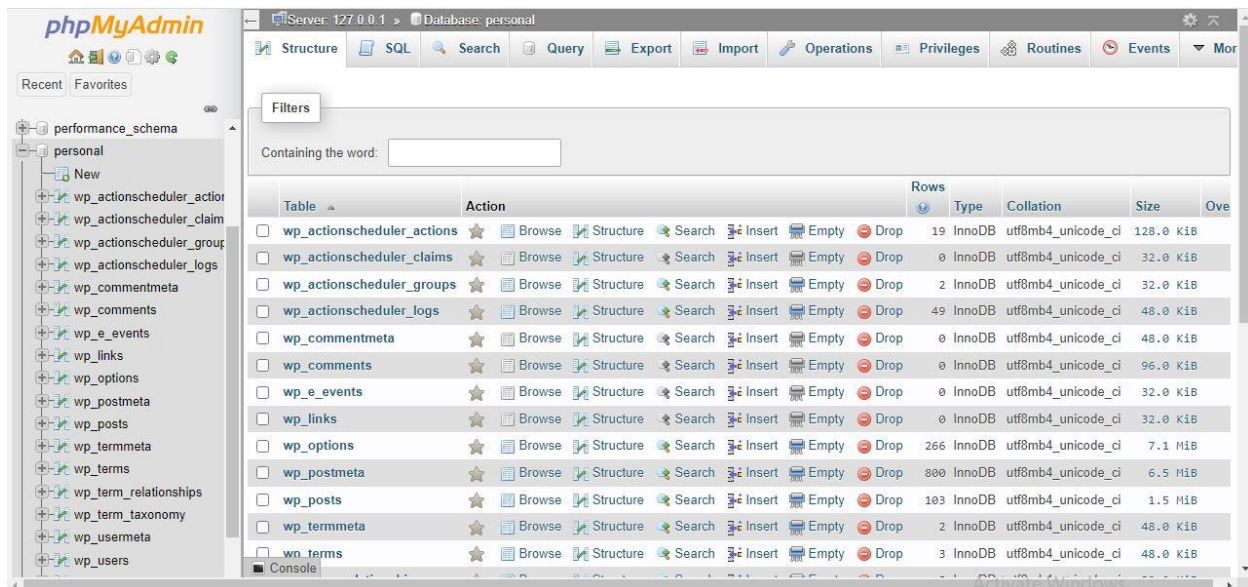 phpMyAdmin
Recent Favorites
performance_schema
personal
New
wp_actionscheduler_action
wp_actionscheduler_claim
wp_actionscheduler_group
wp_actionscheduler_logs
wp_commentmeta
wp_comments
wp_e_events
wp_links
wp_options
wp_postmeta
wp_posts
wp_termmeta
wp_terms
wp_term_relationships
wp_term_taxonomy
wp_usermeta
wp_users
Server: 127.0.0.1 » Database: personal
Structure SQL Search Query Export Import Operations Privileges Routines Events Mor
Filters
Containing the word:
Table Action Rows Type Collation Size Ove
wp_actionscheduler_actions Browse Structure Search Insert Empty Drop 19 InnoDB utf8mb4_unicode_ci 128.0 KiB
wp_actionscheduler_claims Browse Structure Search Insert Empty Drop 0 InnoDB utf8mb4_unicode_ci 32.0 KiB
wp_actionscheduler_groups Browse Structure Search Insert Empty Drop 2 InnoDB utf8mb4_unicode_ci 32.0 KiB
wp_actionscheduler_logs Browse Structure Search Insert Empty Drop 49 InnoDB utf8mb4_unicode_ci 48.0 KiB
wp_commentmeta Browse Structure Search Insert Empty Drop 0 InnoDB utf8mb4_unicode_ci 48.0 KiB
wp_comments Browse Structure Search Insert Empty Drop 0 InnoDB utf8mb4_unicode_ci 96.0 KiB
wp_e_events Browse Structure Search Insert Empty Drop 0 InnoDB utf8mb4_unicode_ci 32.0 KiB
wp_links Browse Structure Search Insert Empty Drop 0 InnoDB utf8mb4_unicode_ci 32.0 KiB
wp_options Browse Structure Search Insert Empty Drop 266 InnoDB utf8mb4_unicode_ci 7.1 MiB
wp_postmeta Browse Structure Search Insert Empty Drop 800 InnoDB utf8mb4_unicode_ci 6.5 MiB
wp_posts Browse Structure Search Insert Empty Drop 103 InnoDB utf8mb4_unicode_ci 1.5 MiB
wp_termmeta Browse Structure Search Insert Empty Drop 2 InnoDB utf8mb4_unicode_ci 48.0 KiB
wp_terms Browse Structure Search Insert Empty Drop 3 InnoDB utf8mb4_unicode_ci 48.0 KiB
Console
Activate Windows